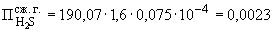 П^{сж.г.}_{H₂S} = 190,07·1,6·0,075·10⁻⁴ = 0,0023